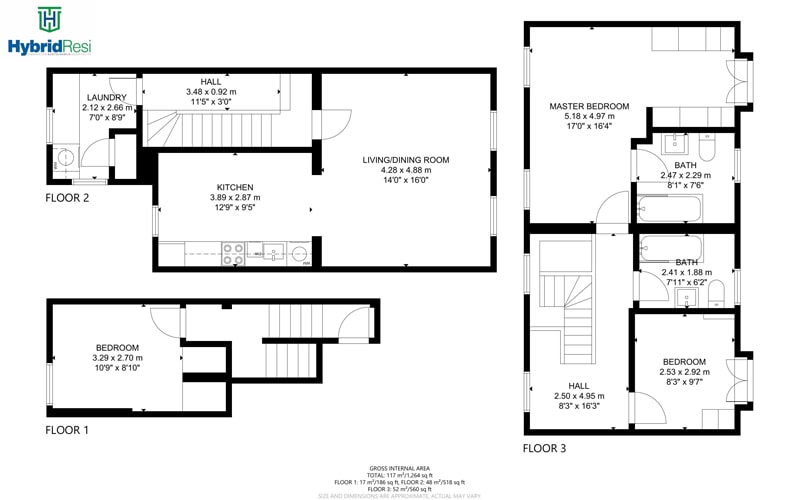 HybridResi
LAUNDRY
2.12 x 2.66 m
7'0" x 8'9"
HALL
3.48 x 0.92 m
11'5" x 3'0"
KITCHEN
3.89 x 2.87 m
12'9" x 9'5"
LIVING/DINING ROOM
4.28 x 4.88 m
14'0" x 16'0"
FLOOR 2
BEDROOM
3.29 x 2.70 m
10'9" x 8'10"
FLOOR 1
MASTER BEDROOM
5.18 x 4.97 m
17'0" x 16'4"
BATH
2.47 x 2.29 m
8'1" x 7'6"
BATH
2.41 x 1.88 m
7'11" x 6'2"
BEDROOM
2.53 x 2.92 m
8'3" x 9'7"
HALL
2.50 x 4.95 m
8'3" x 16'3"
FLOOR 3
GROSS INTERNAL AREA
TOTAL: 117 m²/1,264 sq ft
FLOOR 1: 17 m²/186 sq ft, FLOOR 2: 48 m²/518 sq ft
FLOOR 3: 52 m²/560 sq ft
SIZE AND DIMENSIONS ARE APPROXIMATE, ACTUAL MAY VARY.